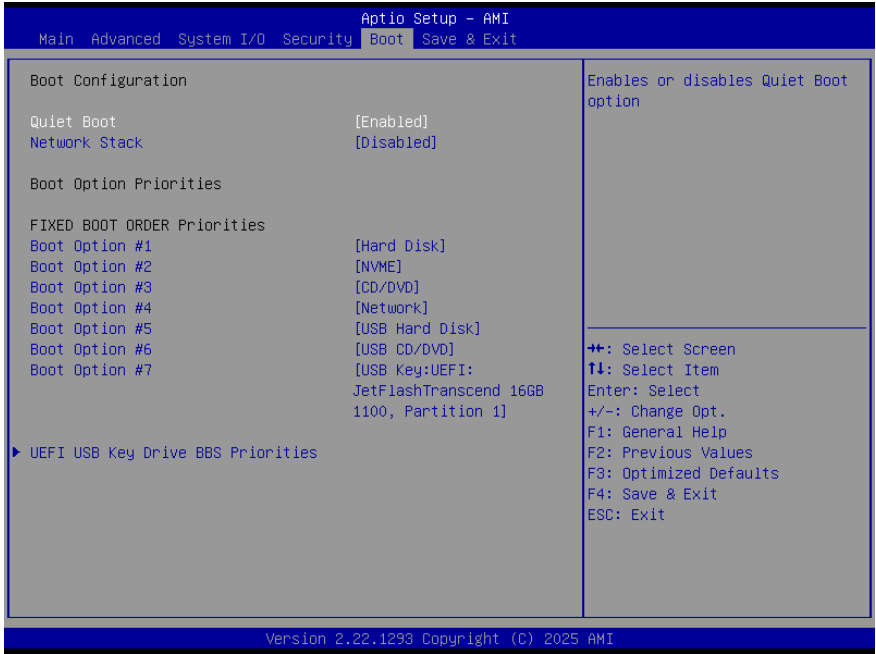 Aptio Setup – AMI
Main Advanced System I/O Security Boot Save & Exit
Boot Configuration
Quiet Boot [Enabled]
Network Stack [Disabled]
Boot Option Priorities
FIXED BOOT ORDER Priorities
Boot Option #1 [Hard Disk]
Boot Option #2 [NVME]
Boot Option #3 [CD/DVD]
Boot Option #4 [Network]
Boot Option #5 [USB Hard Disk]
Boot Option #6 [USB CD/DVD]
Boot Option #7 [USB Key:UEFI:
JetFlashTranscend 16GB
1100, Partition 1]
UEFI USB Key Drive BBS Priorities
Enables or disables Quiet Boot
option
→←: Select Screen
↑↓: Select Item
Enter: Select
+/-: Change Opt.
F1: General Help
F2: Previous Values
F3: Optimized Defaults
F4: Save & Exit
ESC: Exit
Version 2.22.1293 Copyright (C) 2025 AMI